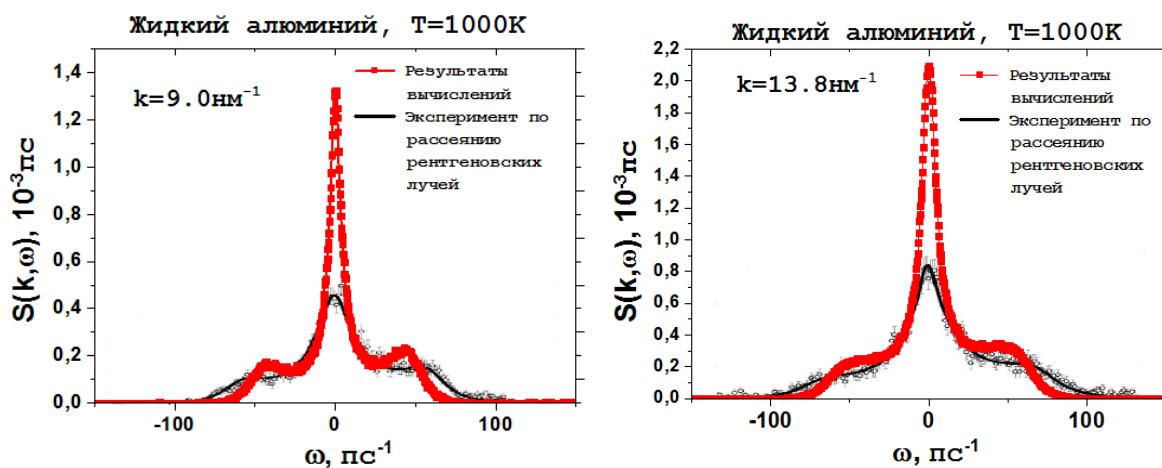 Жидкий алюминий, T=1000K
1,4
1,2
1,0
0,8
0,6
0,4
0,2
0,0
S(k,ω), 10⁻³пс
k=9.0нм⁻¹
Результаты
вычислений
Эксперимент по
рассеянию
рентгеновских
лучей
-100
0
100
ω, пс⁻¹
Жидкий алюминий, T=1000K
2,2
2,0
1,8
1,6
1,4
1,2
1,0
0,8
0,6
0,4
0,2
0,0
S(k,ω), 10⁻³пс
k=13.8нм⁻¹
Результаты
вычислений
Эксперимент по
рассеянию
рентгеновских
лучей
-100
0
100
ω, пс⁻¹